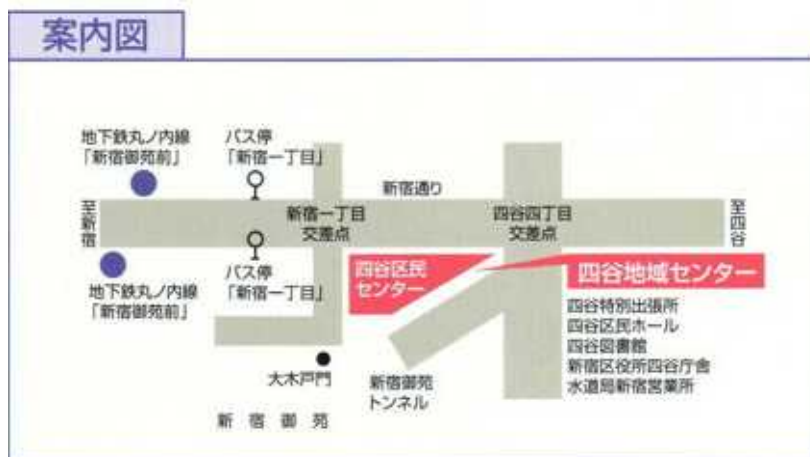 案内図
地下鉄丸ノ内線
「新宿御苑前」
バス停
「新宿一丁目」
新宿通り
至新宿
新宿一丁目
交差点
四谷四丁目
交差点
至四谷
地下鉄丸ノ内線
「新宿御苑前」
バス停
「新宿一丁目」
四谷区民
センター
四谷地域センター
四谷特別出張所
四谷区民ホール
四谷図書館
新宿区役所四谷庁舎
水道局新宿営業所
大木戸門
新宿御苑
トンネル
新宿御苑